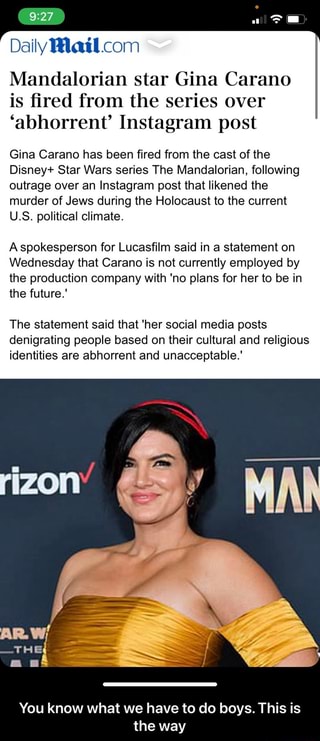 9:27
Daily Mail.com
Mandalorian star Gina Carano
is fired from the series over
‘abhorrent’ Instagram post
Gina Carano has been fired from the cast of the
Disney+ Star Wars series The Mandalorian, following
outrage over an Instagram post that likened the
murder of Jews during the Holocaust to the current
U.S. political climate.
A spokesperson for Lucasfilm said in a statement on
Wednesday that Carano is not currently employed by
the production company with 'no plans for her to be in
the future.'
The statement said that 'her social media posts
denigrating people based on their cultural and religious
identities are abhorrent and unacceptable.'
rizon
MAN
AR W
THE
You know what we have to do boys. This is
the way